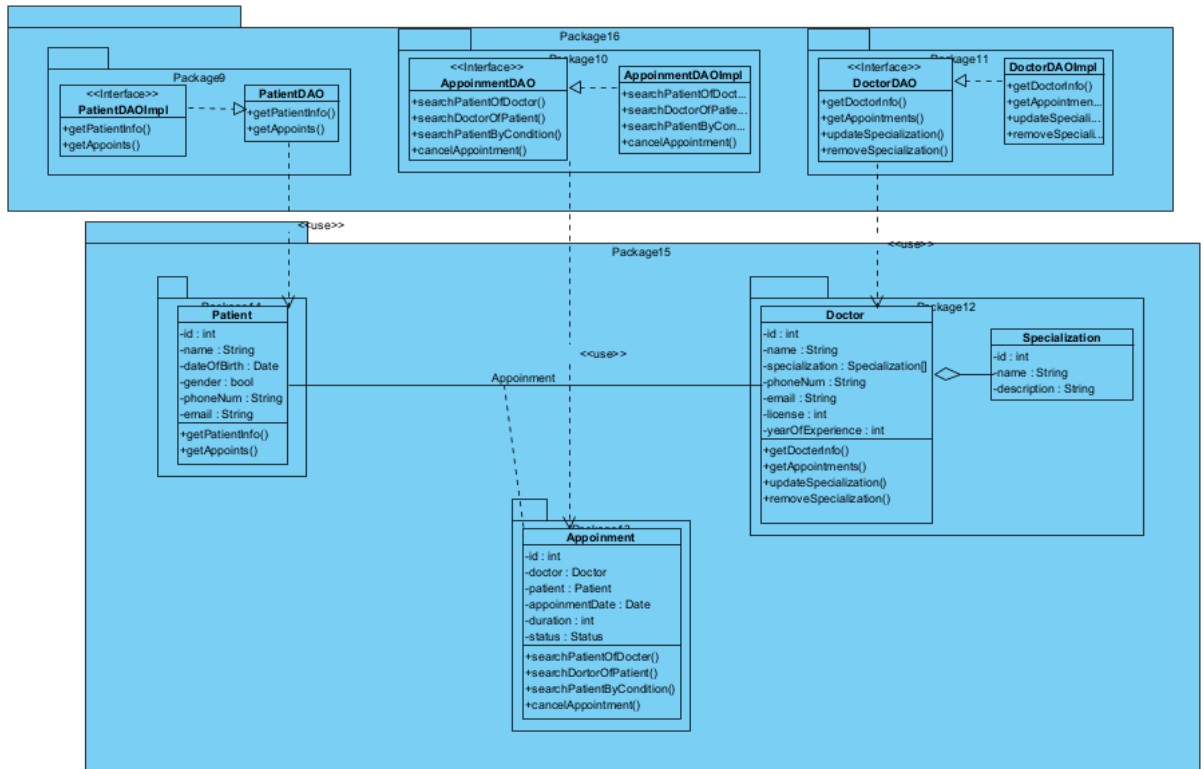 Package16
Package9
<<Interface>>
PatientDAOImpl
+getPatientInfo()
+getAppoints()
PatientDAO
+getPatientInfo()
+getAppoints()
Package10
<<Interface>>
AppoinmentDAO
+searchPatientOfDoctor()
+searchDoctorOfPatient()
+searchPatientByCondition()
+cancelAppointment()
AppoinmentDAOImpl
+searchPatientOfDoct...
+searchDoctorOfPatie...
+searchPatientByCon...
+cancelAppointment()
Package11
<<Interface>>
DoctorDAO
+getDoctorInfo()
+getAppointments()
+updateSpecialization()
+removeSpecialization()
DoctorDAOImpl
+getDoctorInfo()
+getAppointmen...
+updateSpeciali...
+removeSpeciali...
<<use>>
<<use>>
<<use>>
Package15
Patient
-id : int
-name : String
-dateOfBirth : Date
-gender : bool
-phoneNum : String
-email : String
+getPatientInfo()
+getAppoints()
Appoinment
Package12
Doctor
-id : int
-name : String
-specialization : Specialization[]
-phoneNum : String
-email : String
-license : int
-yearOfExperience : int
+getDocterInfo()
+getAppointments()
+updateSpecialization()
+removeSpecialization()
Specialization
-id : int
-name : String
-description : String
Appoinment
-id : int
-doctor : Doctor
-patient : Patient
-appoinmentDate : Date
-duration : int
-status : Status
+searchPatientOfDocter()
+searchDortorOfPatient()
+searchPatientByCondition()
+cancelAppointment()